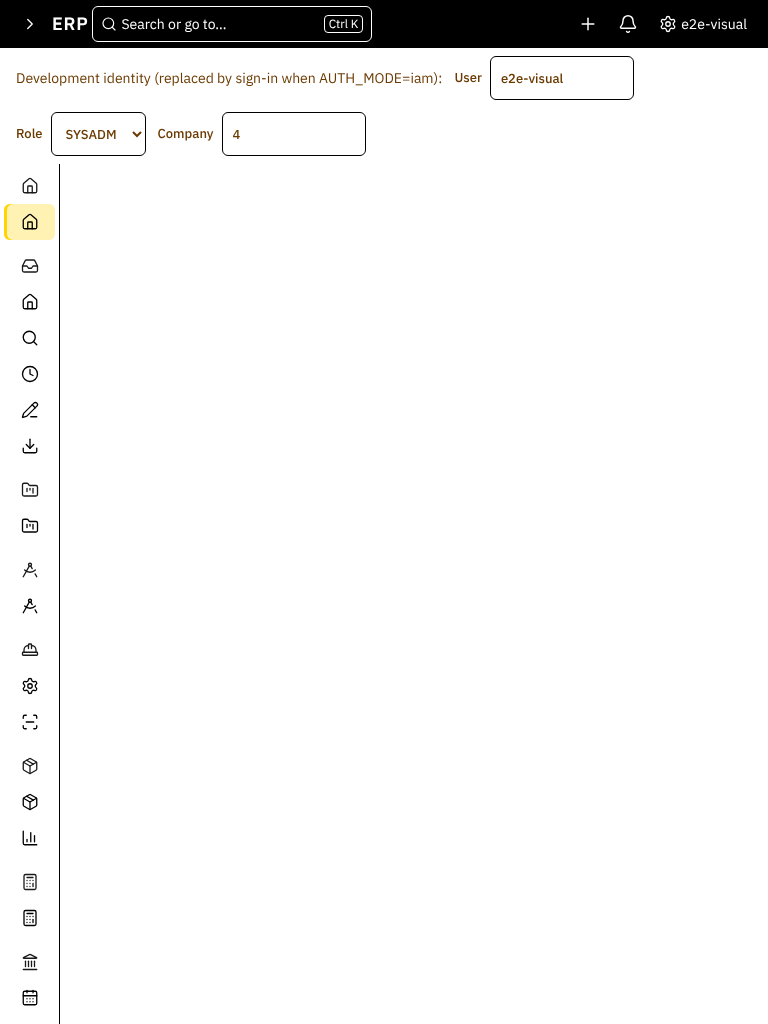 ERP Search or go to... Ctrl K e2e-visual
Development identity (replaced by sign-in when AUTH_MODE=iam): User e2e-visual
Role SYSADM Company 4